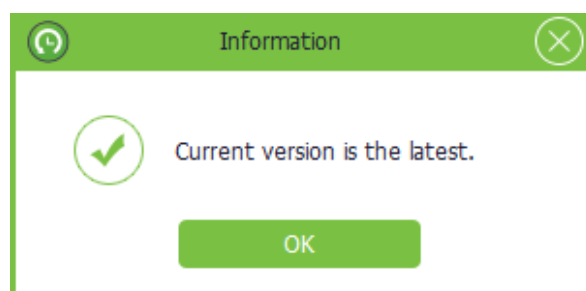 Information
Current version is the latest.
OK